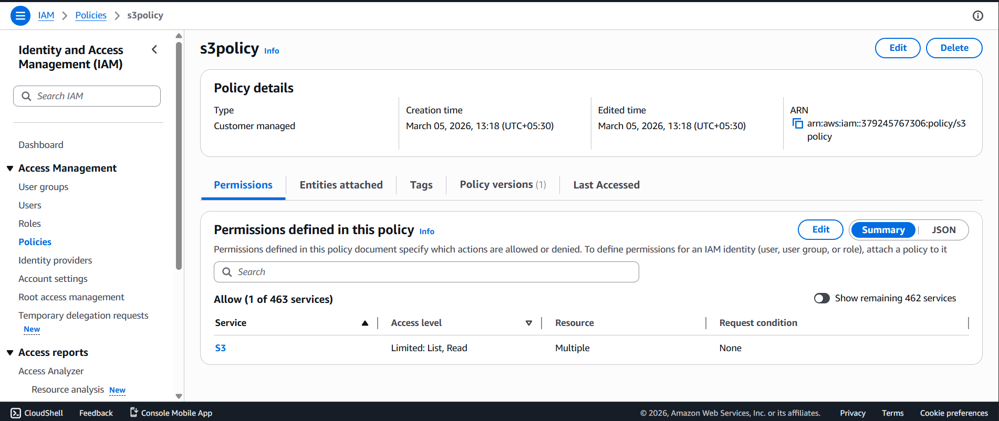 IAM > Policies > s3policy
Identity and Access
Management (IAM)
Search IAM
Dashboard
Access Management
User groups
Users
Roles
Policies
Identity providers
Account settings
Root access management
Temporary delegation requests
New
Access reports
Access Analyzer
Resource analysis New
s3policy Info
Edit Delete
Policy details
Type
Customer managed
Creation time
March 05, 2026, 13:18 (UTC+05:30)
Edited time
March 05, 2026, 13:18 (UTC+05:30)
ARN
arn:aws:iam::379245767306:policy/s3
policy
Permissions Entities attached Tags Policy versions (1) Last Accessed
Permissions defined in this policy Info
Edit Summary JSON
Permissions defined in this policy document specify which actions are allowed or denied. To define permissions for an IAM identity (user, user group, or role), attach a policy to it
Search
Allow (1 of 463 services)
Show remaining 462 services
Service Access level Resource Request condition
S3 Limited: List, Read Multiple None
CloudShell Feedback Console Mobile App © 2026, Amazon Web Services, Inc. or its affiliates. Privacy Terms Cookie preferences